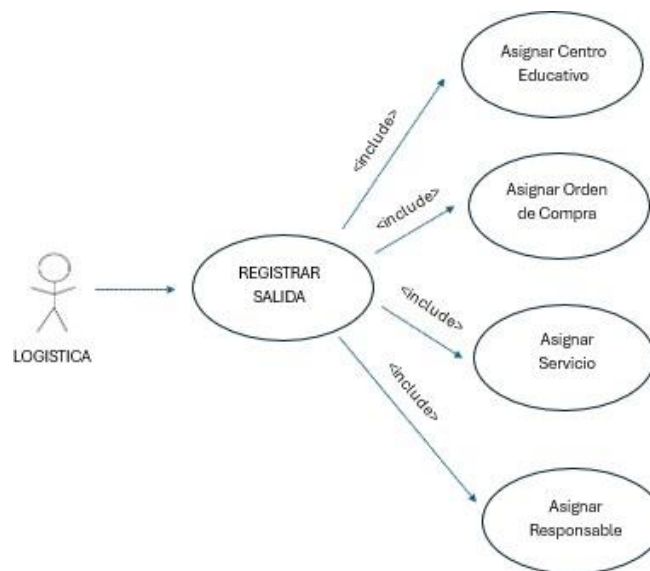 Asignar Centro
Educativo
<include>
Asignar Orden
de Compra
<include>
REGISTRAR
SALIDA
LOGISTICA
<include>
Asignar
Servicio
<include>
Asignar
Responsable